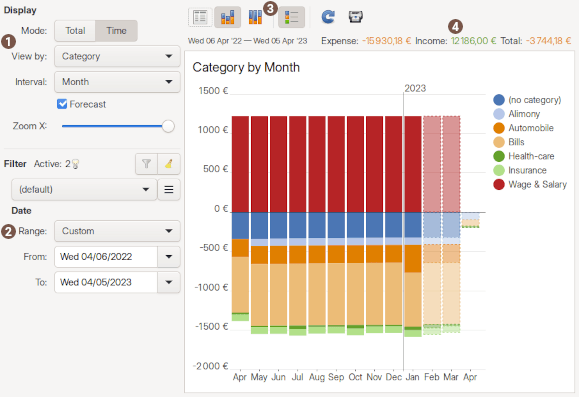 Display
Mode: Total Time
1
View by: Category
Interval: Month
Forecast
Zoom X:
Filter Active: 2
(default)
Date
2 Range: Custom
From: Wed 04/06/2022
To: Wed 04/05/2023
3
4
Wed 06 Apr '22 — Wed 05 Apr '23 Expense: -15 930,18 € Income: 12 186,00 € Total: -3 744,18 €
Category by Month
2023
1500 €
1000 €
500 €
0 €
-500 €
-1000 €
-1500 €
-2 000 €
Apr May Jun Jul Aug Sep Oct Nov Dec Jan Feb Mar Apr
(no category)
Alimony
Automobile
Bills
Health-care
Insurance
Wage & Salary